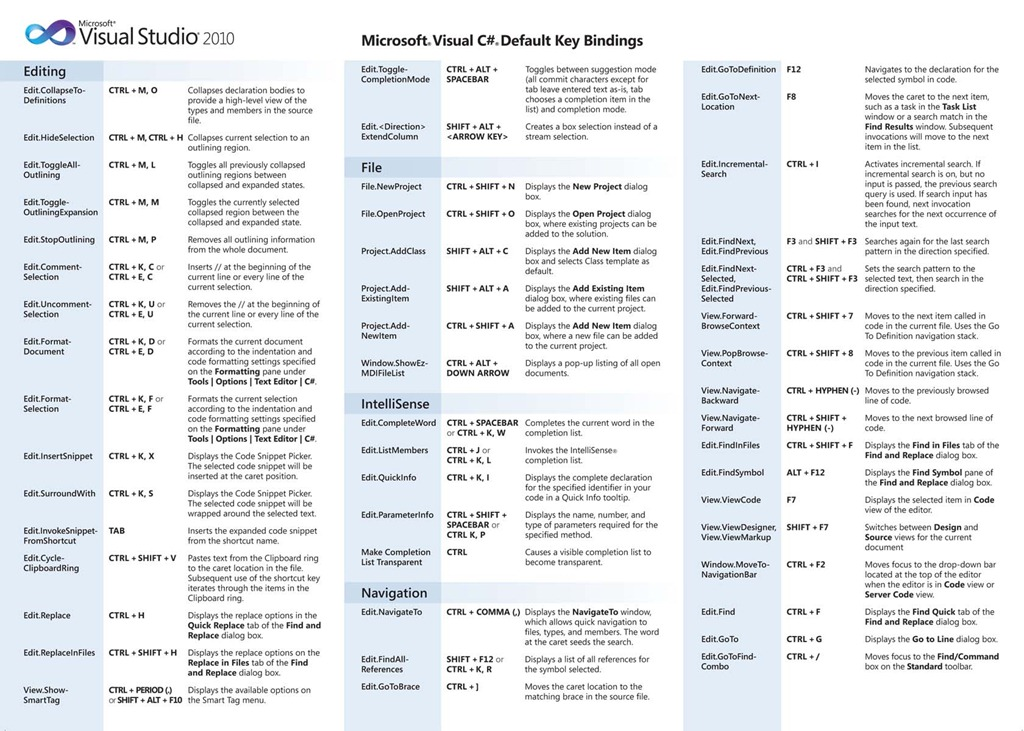 Microsoft®
Visual Studio® 2010
Microsoft® Visual C#® Default Key Bindings
Editing
Edit.CollapseTo-
Definitions
CTRL + M, O
Collapses declaration bodies to
provide a high-level view of the
types and members in the source
file.
Edit.HideSelection
CTRL + M, CTRL + H
Collapses current selection to an
outlining region.
Edit.ToggleAll-
Outlining
CTRL + M, L
Toggles all previously collapsed
outlining regions between
collapsed and expanded states.
Edit.Toggle-
OutliningExpansion
CTRL + M, M
Toggles the currently selected
collapsed region between the
collapsed and expanded state.
Edit.StopOutlining
CTRL + M, P
Removes all outlining information
from the whole document.
Edit.Comment-
Selection
CTRL + K, C or
CTRL + E, C
Inserts // at the beginning of the
current line or every line of the
current selection.
Edit.Uncomment-
Selection
CTRL + K, U or
CTRL + E, U
Removes the // at the beginning of
the current line or every line of the
current selection.
Edit.Format-
Document
CTRL + K, D or
CTRL + E, D
Formats the current document
according to the indentation and
code formatting settings specified
on the Formatting pane under
Tools | Options | Text Editor | C#.
Edit.Format-
Selection
CTRL + K, F or
CTRL + E, F
Formats the current selection
according to the indentation and
code formatting settings specified
on the Formatting pane under
Tools | Options | Text Editor | C#.
Edit.InsertSnippet
CTRL + K, X
Displays the Code Snippet Picker.
The selected code snippet will be
inserted at the caret position.
Edit.SurroundWith
CTRL + K, S
Displays the Code Snippet Picker.
The selected code snippet will be
wrapped around the selected text.
Edit.InvokeSnippet-
FromShortcut
TAB
Inserts the expanded code snippet
from the shortcut name.
Edit.Cycle-
ClipboardRing
CTRL + SHIFT + V
Pastes text from the Clipboard ring
to the caret location in the file.
Subsequent use of the shortcut key
iterates through the items in the
Clipboard ring.
Edit.Replace
CTRL + H
Displays the replace options in the
Quick Replace tab of the Find and
Replace dialog box.
Edit.ReplaceInFiles
CTRL + SHIFT + H
Displays the replace options on the
Replace in Files tab of the Find
and Replace dialog box.
View.Show-
SmartTag
CTRL + PERIOD (.)
or SHIFT + ALT + F10
Displays the available options on
the Smart Tag menu.
Edit.Toggle-
CompletionMode
CTRL + ALT +
SPACEBAR
Toggles between suggestion mode
(all commit characters except for
tab leave entered text as-is, tab
chooses a completion item in the
list) and completion mode.
Edit.<Direction>
ExtendColumn
SHIFT + ALT +
<ARROW KEY>
Creates a box selection instead of a
stream selection.
File
File.NewProject
CTRL + SHIFT + N
Displays the New Project dialog
box.
File.OpenProject
CTRL + SHIFT + O
Displays the Open Project dialog
box, where existing projects can be
added to the solution.
Project.AddClass
SHIFT + ALT + C
Displays the Add New Item dialog
box and selects Class template as
default.
Project.Add-
ExistingItem
SHIFT + ALT + A
Displays the Add Existing Item
dialog box, where existing files can
be added to the current project.
Project.Add-
NewItem
CTRL + SHIFT + A
Displays the Add New Item dialog
box, where a new file can be added
to the current project.
Window.ShowEz-
MDIFileList
CTRL + ALT +
DOWN ARROW
Displays a pop-up listing of all open
documents.
IntelliSense
Edit.CompleteWord
CTRL + SPACEBAR
or CTRL + K, W
Completes the current word in the
completion list.
Edit.ListMembers
CTRL + J or
CTRL + K, L
Invokes the IntelliSense®
completion list.
Edit.QuickInfo
CTRL + K, I
Displays the complete declaration
for the specified identifier in your
code in a Quick Info tooltip.
Edit.ParameterInfo
CTRL + SHIFT +
SPACEBAR or
CTRL K, P
Displays the name, number, and
type of parameters required for the
specified method.
Make Completion
List Transparent
CTRL
Causes a visible completion list to
become transparent.
Navigation
Edit.NavigateTo
CTRL + COMMA (,)
Displays the NavigateTo window,
which allows quick navigation to
files, types, and members. The word
at the caret seeds the search.
Edit.FindAll-
References
SHIFT + F12 or
CTRL + K, R
Displays a list of all references for
the symbol selected.
Edit.GoToBrace
CTRL + ]
Moves the caret location to the
matching brace in the source file.
Edit.GoToDefinition
F12
Navigates to the declaration for the
selected symbol in code.
Edit.GoToNext-
Location
F8
Moves the caret to the next item,
such as a task in the Task List
window or a search match in the
Find Results window. Subsequent
invocations will move to the next
item in the list.
Edit.Incremental-
Search
CTRL + I
Activates incremental search. If
incremental search is on, but no
input is passed, the previous search
query is used. If search input has
been found, next invocation
searches for the next occurrence of
the input text.
Edit.FindNext,
Edit.FindPrevious
F3 and SHIFT + F3
Searches again for the last search
pattern in the direction specified.
Edit.FindNext-
Selected,
Edit.FindPrevious-
Selected
CTRL + F3 and
CTRL + SHIFT + F3
Sets the search pattern to the
selected text, then search in the
direction specified.
View.Forward-
BrowseContext
CTRL + SHIFT + 7
Moves to the next item called in
code in the current file. Uses the Go
To Definition navigation stack.
View.PopBrowse-
Context
CTRL + SHIFT + 8
Moves to the previous item called in
code in the current file. Uses the Go
To Definition navigation stack.
View.Navigate-
Backward
CTRL + HYPHEN (-)
Moves to the previously browsed
line of code.
View.Navigate-
Forward
CTRL + SHIFT +
HYPHEN (-)
Moves to the next browsed line of
code.
Edit.FindInFiles
CTRL + SHIFT + F
Displays the Find in Files tab of the
Find and Replace dialog box.
Edit.FindSymbol
ALT + F12
Displays the Find Symbol pane of
the Find and Replace dialog box.
View.ViewCode
F7
Displays the selected item in Code
view of the editor.
View.ViewDesigner,
View.ViewMarkup
SHIFT + F7
Switches between Design and
Source views for the current
document
Window.MoveTo-
NavigationBar
CTRL + F2
Moves focus to the drop-down bar
located at the top of the editor
when the editor is in Code view or
Server Code view.
Edit.Find
CTRL + F
Displays the Find Quick tab of the
Find and Replace dialog box.
Edit.GoTo
CTRL + G
Displays the Go to Line dialog box.
Edit.GoToFind-
Combo
CTRL + /
Moves focus to the Find/Command
box on the Standard toolbar.